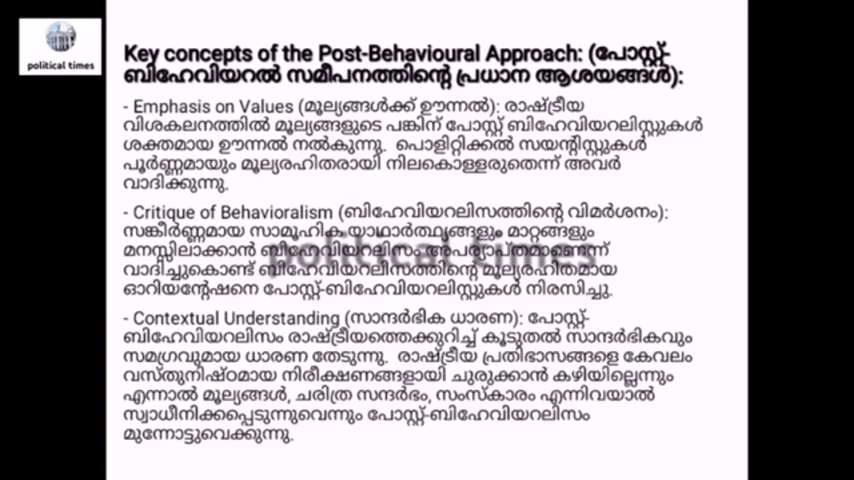 political times
Key concepts of the Post-Behavioural Approach: (പോസ്റ്റ്-
ബിഹേവിയറൽ സമീപനത്തിന്റെ പ്രധാന ആശയങ്ങൾ):
- Emphasis on Values (മൂല്യങ്ങൾക്ക് ഊന്നൽ): രാഷ്ട്രീയ
വിശകലനത്തിൽ മൂല്യങ്ങളുടെ പങ്കിന് പോസ്റ്റ് ബിഹേവിയറലിസ്റ്റുകൾ
ശക്തമായ ഊന്നൽ നൽകുന്നു. പൊളിറ്റിക്കൽ സയന്റിസ്റ്റുകൾ
പൂർണ്ണമായും മൂല്യരഹിതരായി നിലകൊള്ളരുതെന്ന് അവർ
വാദിക്കുന്നു.
- Critique of Behavioralism (ബിഹേവിയറലിസത്തിന്റെ വിമർശനം):
സങ്കീർണ്ണമായ സാമൂഹിക യാഥാർത്ഥ്യങ്ങളും മാറ്റങ്ങളും
മനസ്സിലാക്കാൻ ബിഹേവിയറലിസം അപര്യാപ്തമാണെന്ന്
വാദിച്ചുകൊണ്ട് ബിഹേവിയറലിസത്തിന്റെ മൂല്യരഹിതമായ
ഓറിയന്റേഷനെ പോസ്റ്റ്-ബിഹേവിയറലിസ്റ്റുകൾ നിരസിച്ചു.
political times
- Contextual Understanding (സാന്ദർഭിക ധാരണ): പോസ്റ്റ്-
ബിഹേവിയറലിസം രാഷ്ട്രീയത്തെക്കുറിച്ച് കൂടുതൽ സാന്ദർഭികവും
സമഗ്രവുമായ ധാരണ തേടുന്നു. രാഷ്ട്രീയ പ്രതിഭാസങ്ങളെ കേവലം
വസ്തുനിഷ്ഠമായ നിരീക്ഷണങ്ങളായി ചുരുക്കാൻ കഴിയില്ലെന്നും
എന്നാൽ മൂല്യങ്ങൾ, ചരിത്ര സന്ദർഭം, സംസ്കാരം എന്നിവയാൽ
സ്വാധീനിക്കപ്പെടുന്നുവെന്നും പോസ്റ്റ്-ബിഹേവിയറലിസം
മുന്നോട്ടുവെക്കുന്നു.